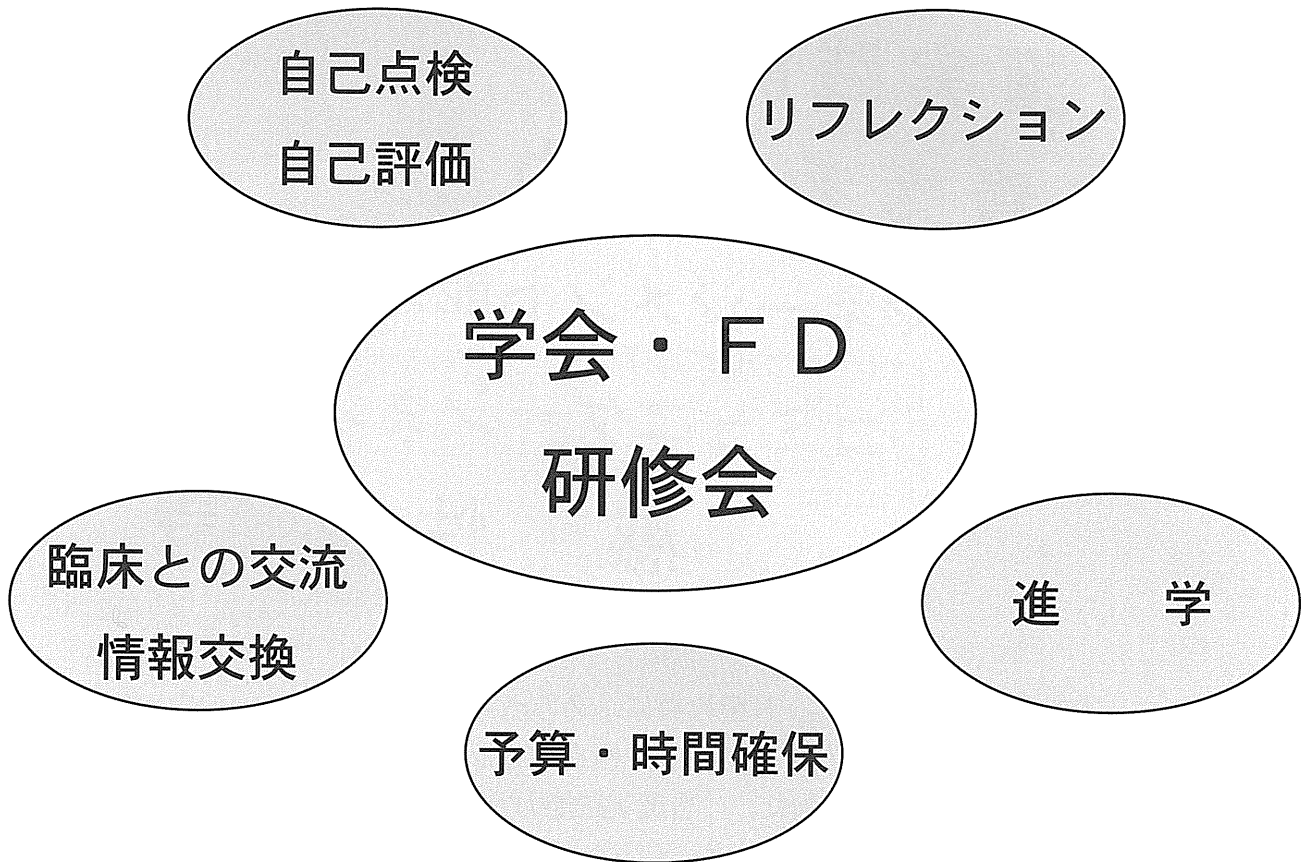 自己点検
自己評価
リフレクション
学会・ＦＤ
研修会
臨床との交流
情報交換
進　　学
予算・時間確保